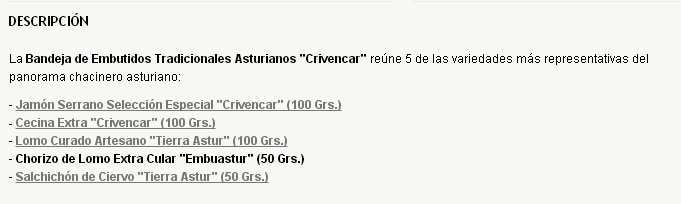 DESCRIPCIÓN
La Bandeja de Embutidos Tradicionales Asturianos "Crivencar" reúne 5 de las variedades más representativas del
panorama chacinero asturiano:
- Jamón Serrano Selección Especial "Crivencar" (100 Grs.)
- Cecina Extra "Crivencar" (100 Grs.)
- Lomo Curado Artesano "Tierra Astur" (100 Grs.)
- Chorizo de Lomo Extra Cular "Embuastur" (50 Grs.)
- Salchichón de Ciervo "Tierra Astur" (50 Grs.)